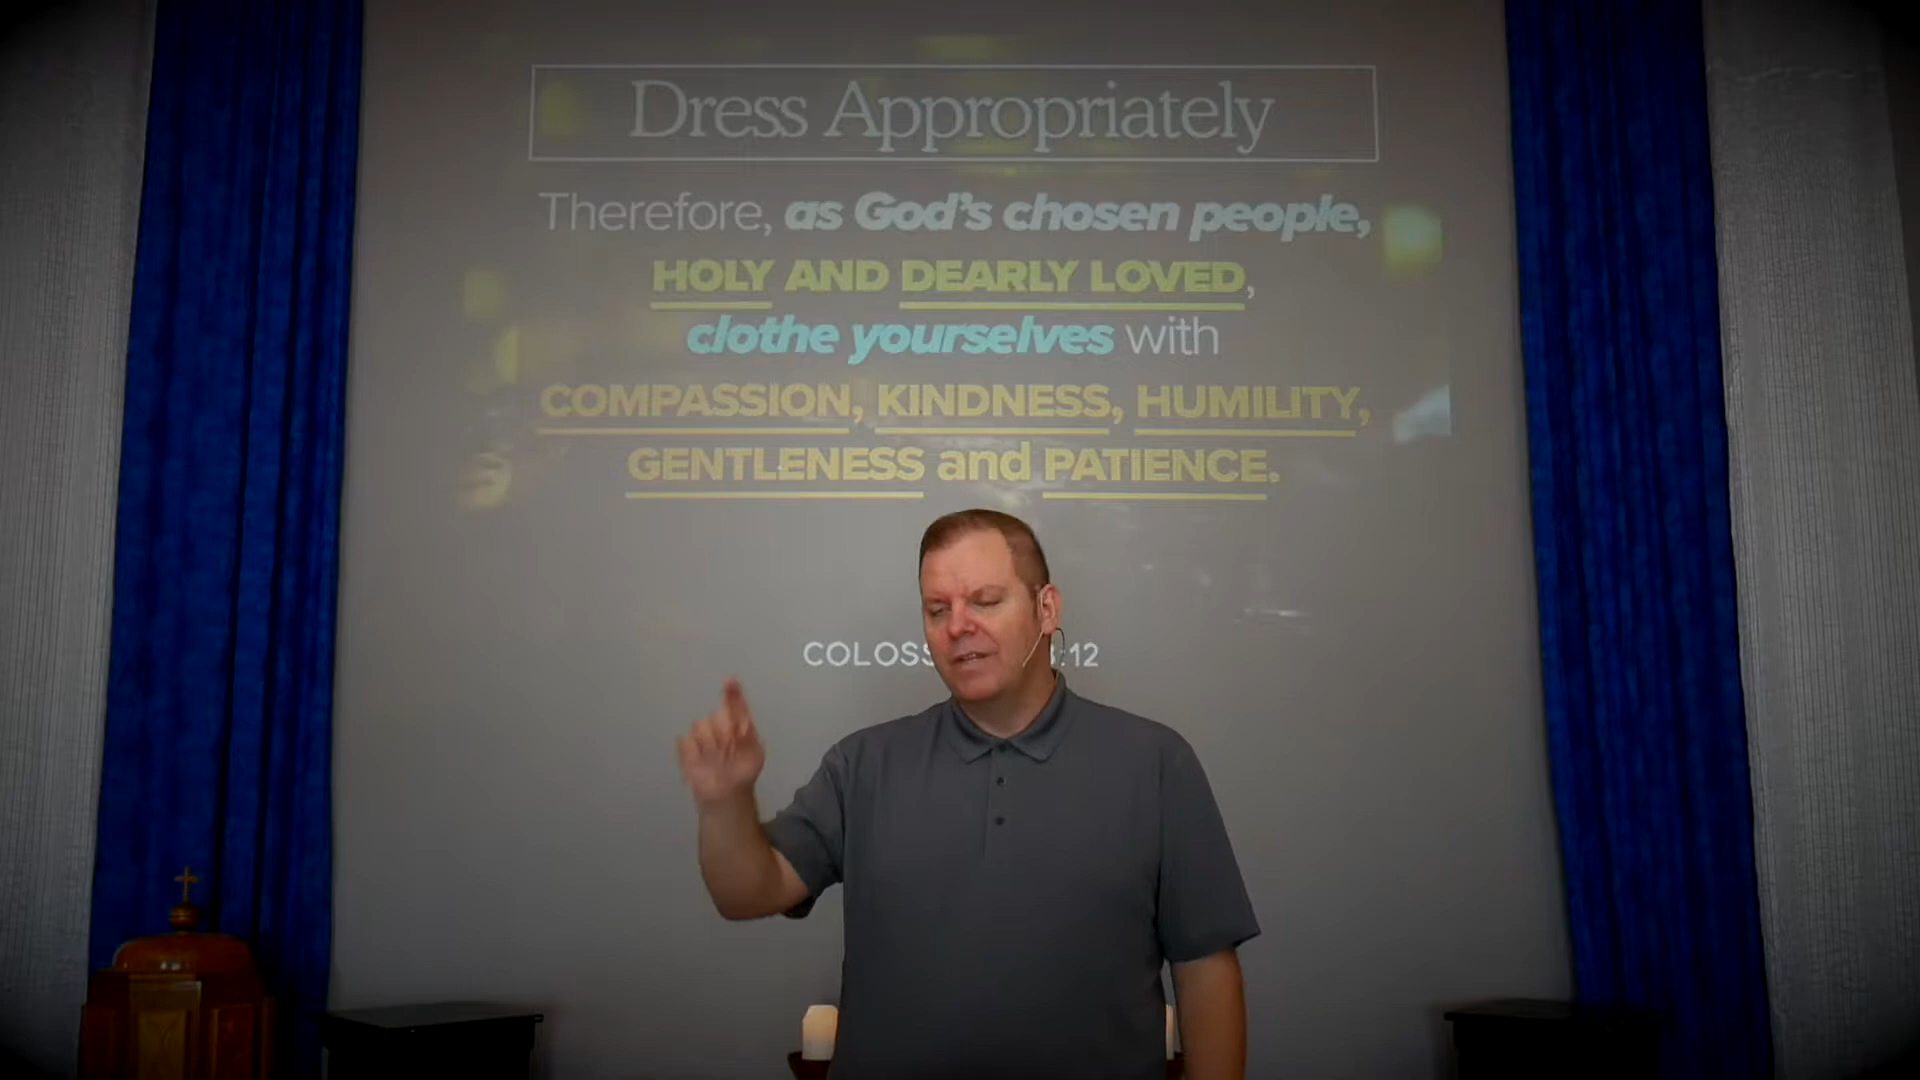 Dress Appropriately
Therefore, as God's chosen people,
HOLY AND DEARLY LOVED,
clothe yourselves with
COMPASSION, KINDNESS, HUMILITY,
GENTLENESS and PATIENCE.
:12